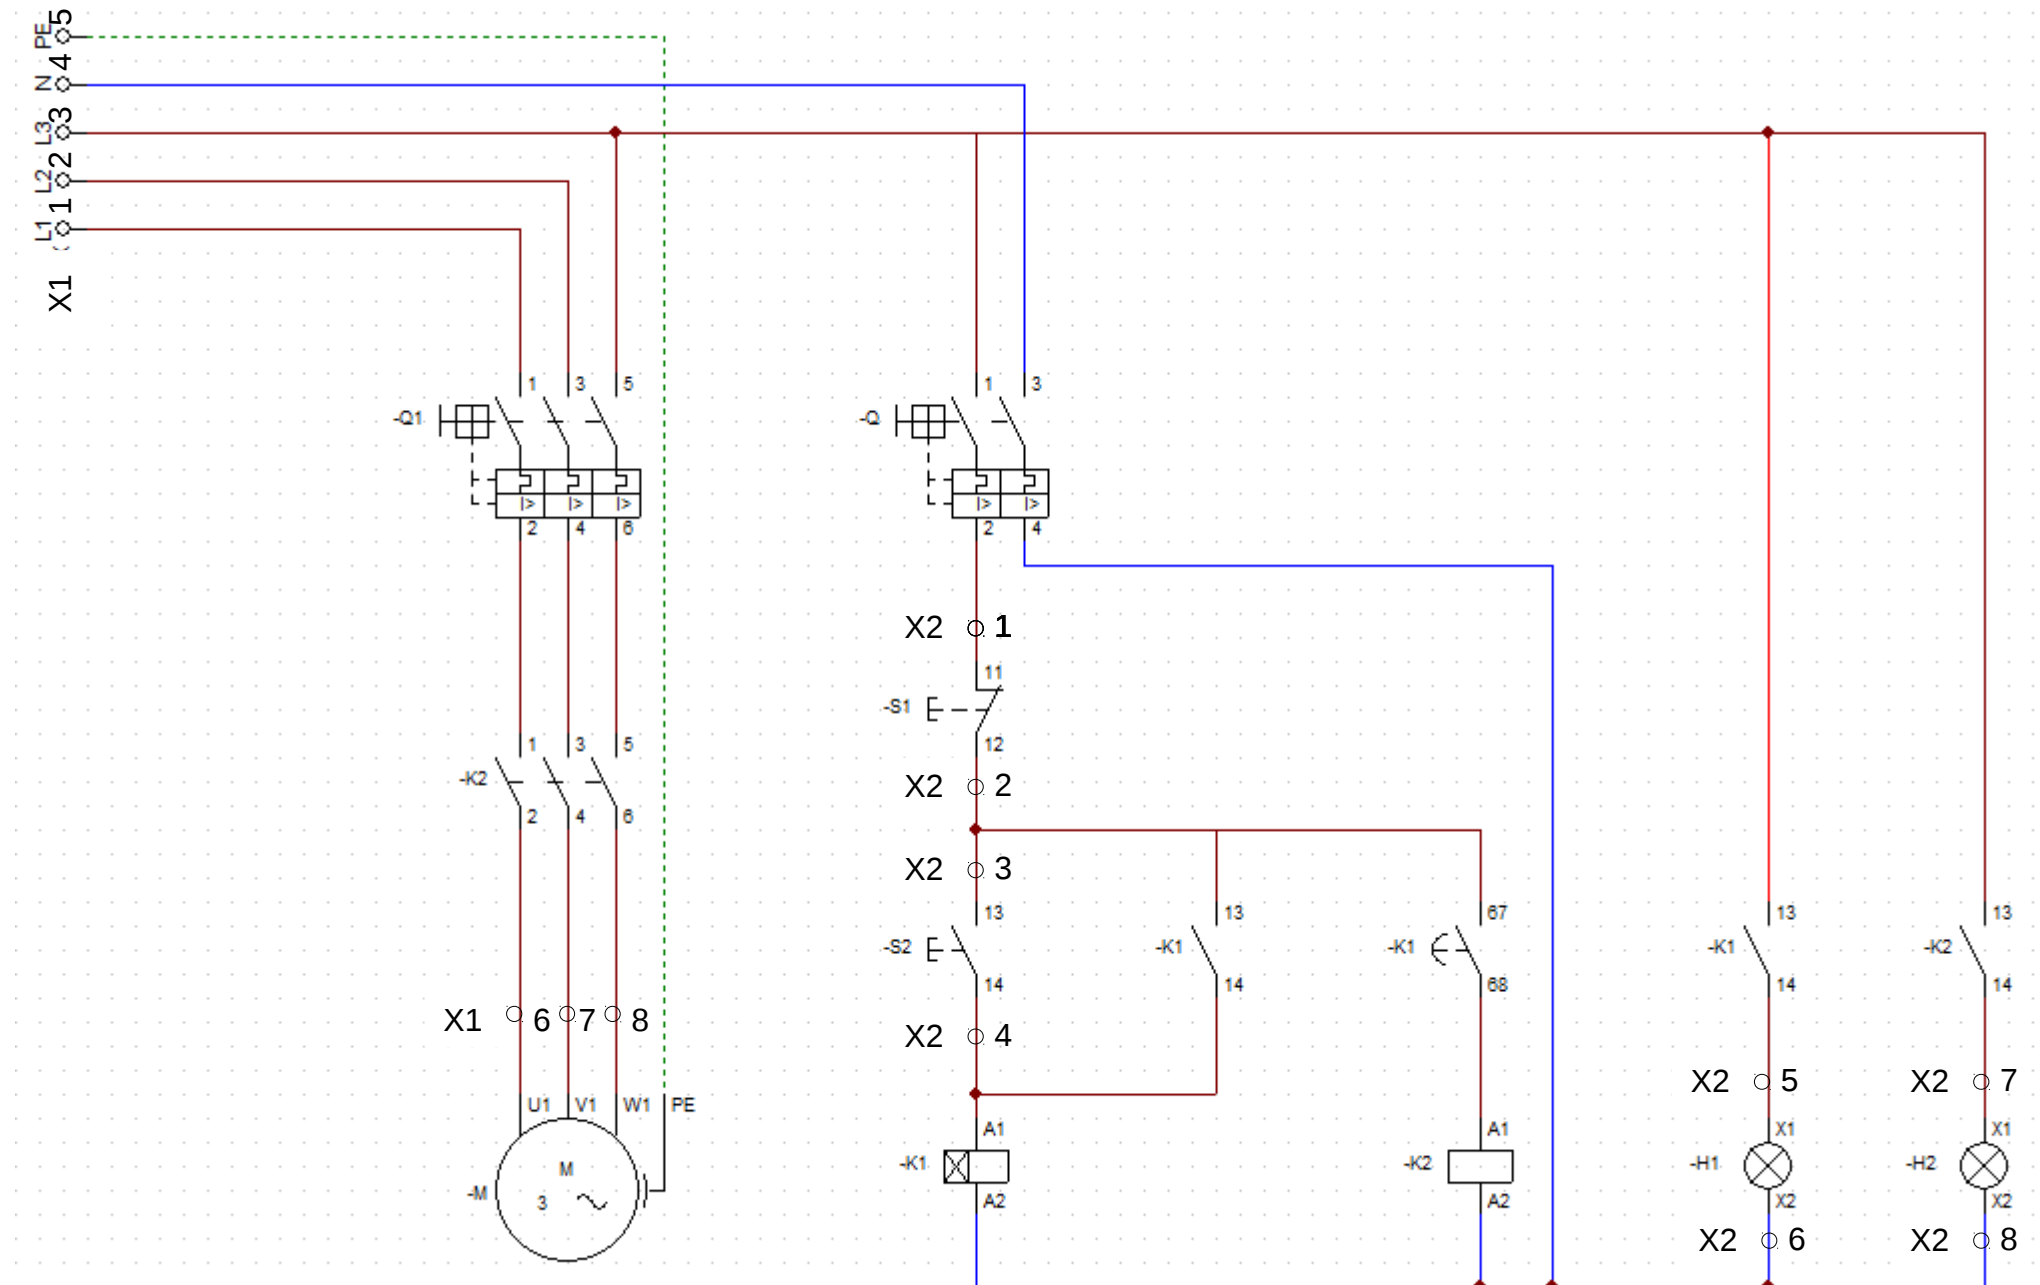 PE 5
N 4
L3 3
L2 2
L1 1
X1
1 3 5
-Q1
I> I> I>
2 4 6
1 3
-Q
I> I>
2 4
X2 1
11
-S1
12
1 3 5
-K2
2 4 6
X2 2
X2 3
13
-S2
14
13
-K1
14
67
-K1
68
13
-K1
14
13
-K2
14
X1 6 7 8
X2 4
X2 5
X2 7
U1 V1 W1 PE
M
-M
3
A1
-K1
A2
A1
-K2
A2
X1
-H1
X2
X1
-H2
X2
X2 6
X2 8